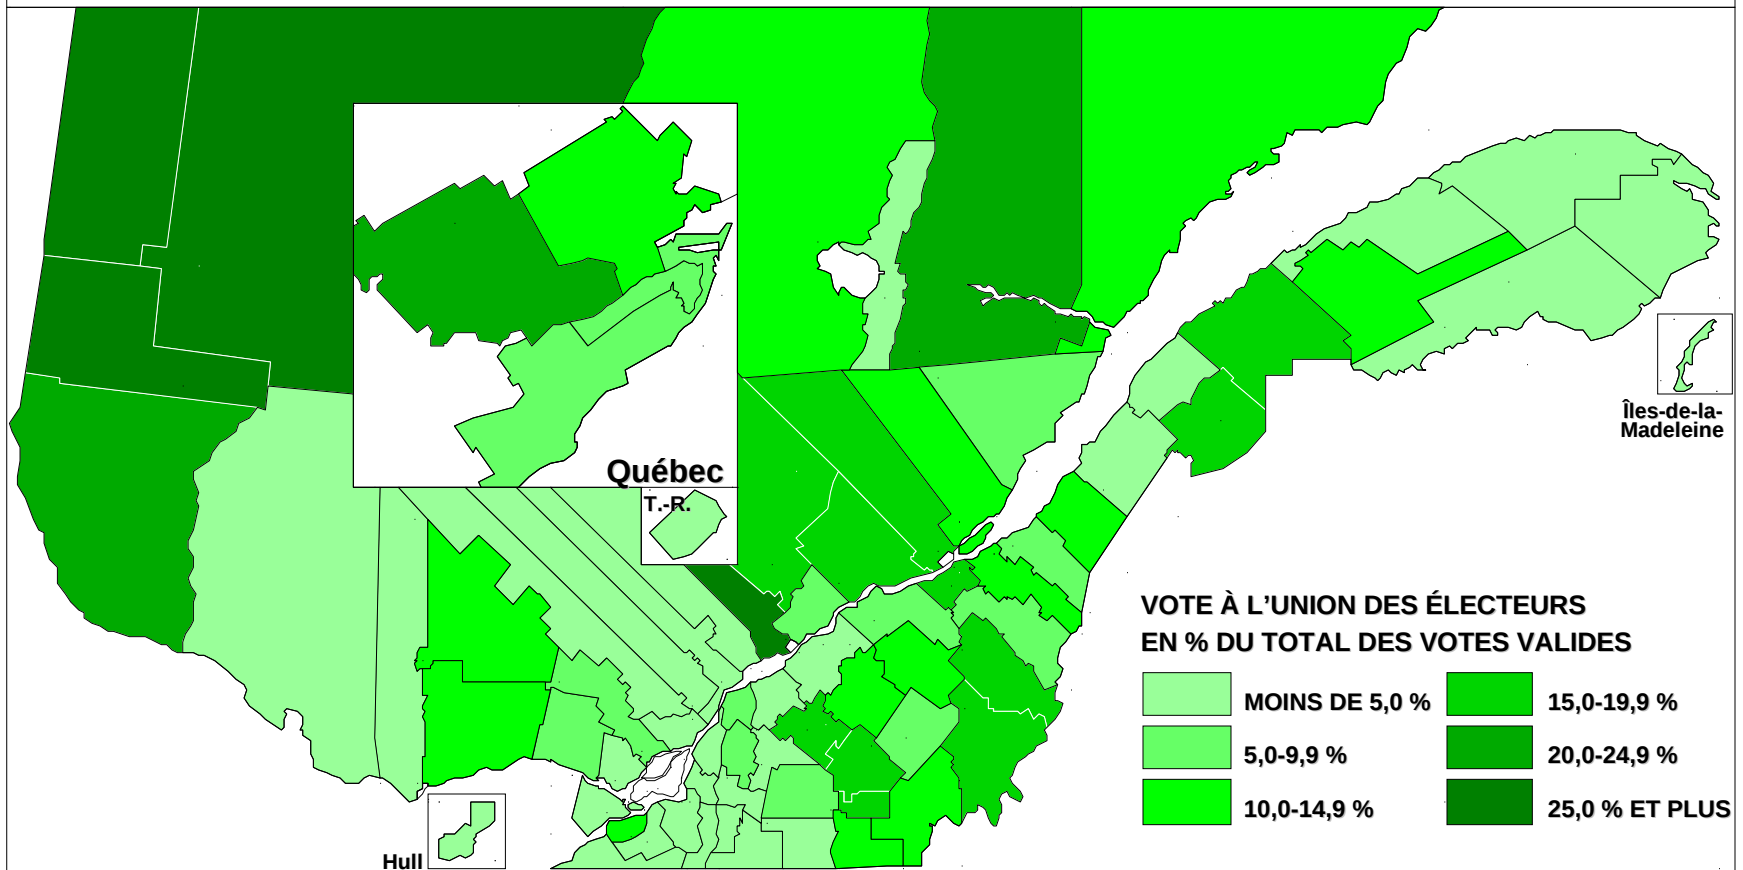 Québec
T.-R.
Îles-de-la-
Madeleine
Hull
VOTE À L’UNION DES ÉLECTEURS
EN % DU TOTAL DES VOTES VALIDES
MOINS DE 5,0 %
5,0-9,9 %
10,0-14,9 %
15,0-19,9 %
20,0-24,9 %
25,0 % ET PLUS